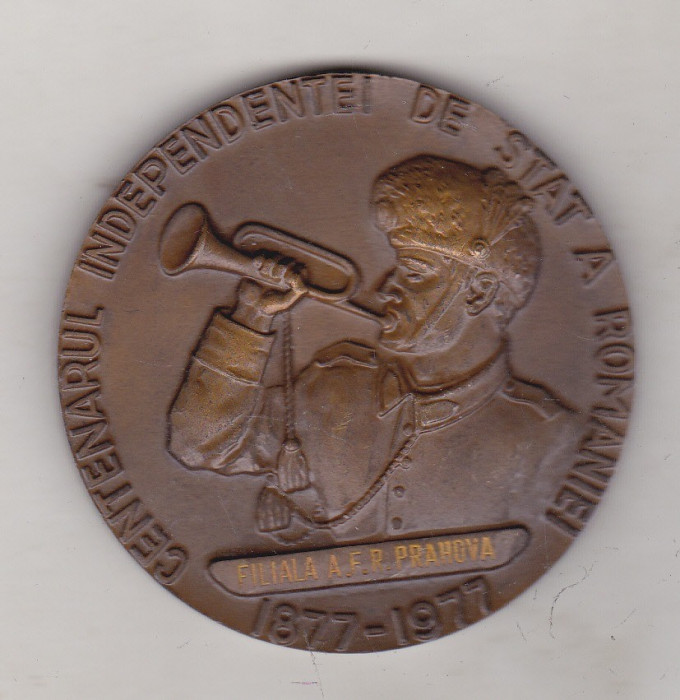 CENTENARUL INDEPENDENTEI DE STAT A ROMANIEI
FILIALA A.F.R. PRAHOVA
1877-1977